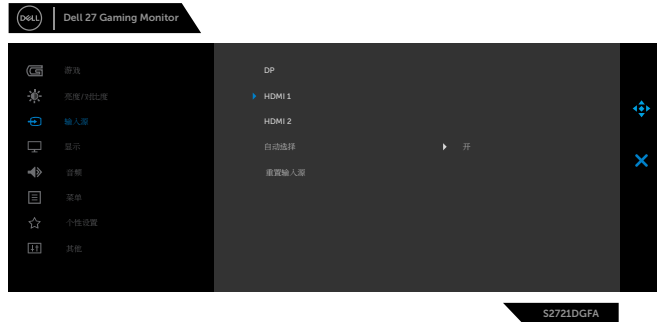 DELL
Dell 27 Gaming Monitor
游戏
亮度/对比度
输入源
显示
音频
菜单
个性设置
其他
DP
HDMI 1
HDMI 2
自动选择 开
重置输入源
S2721DGFA